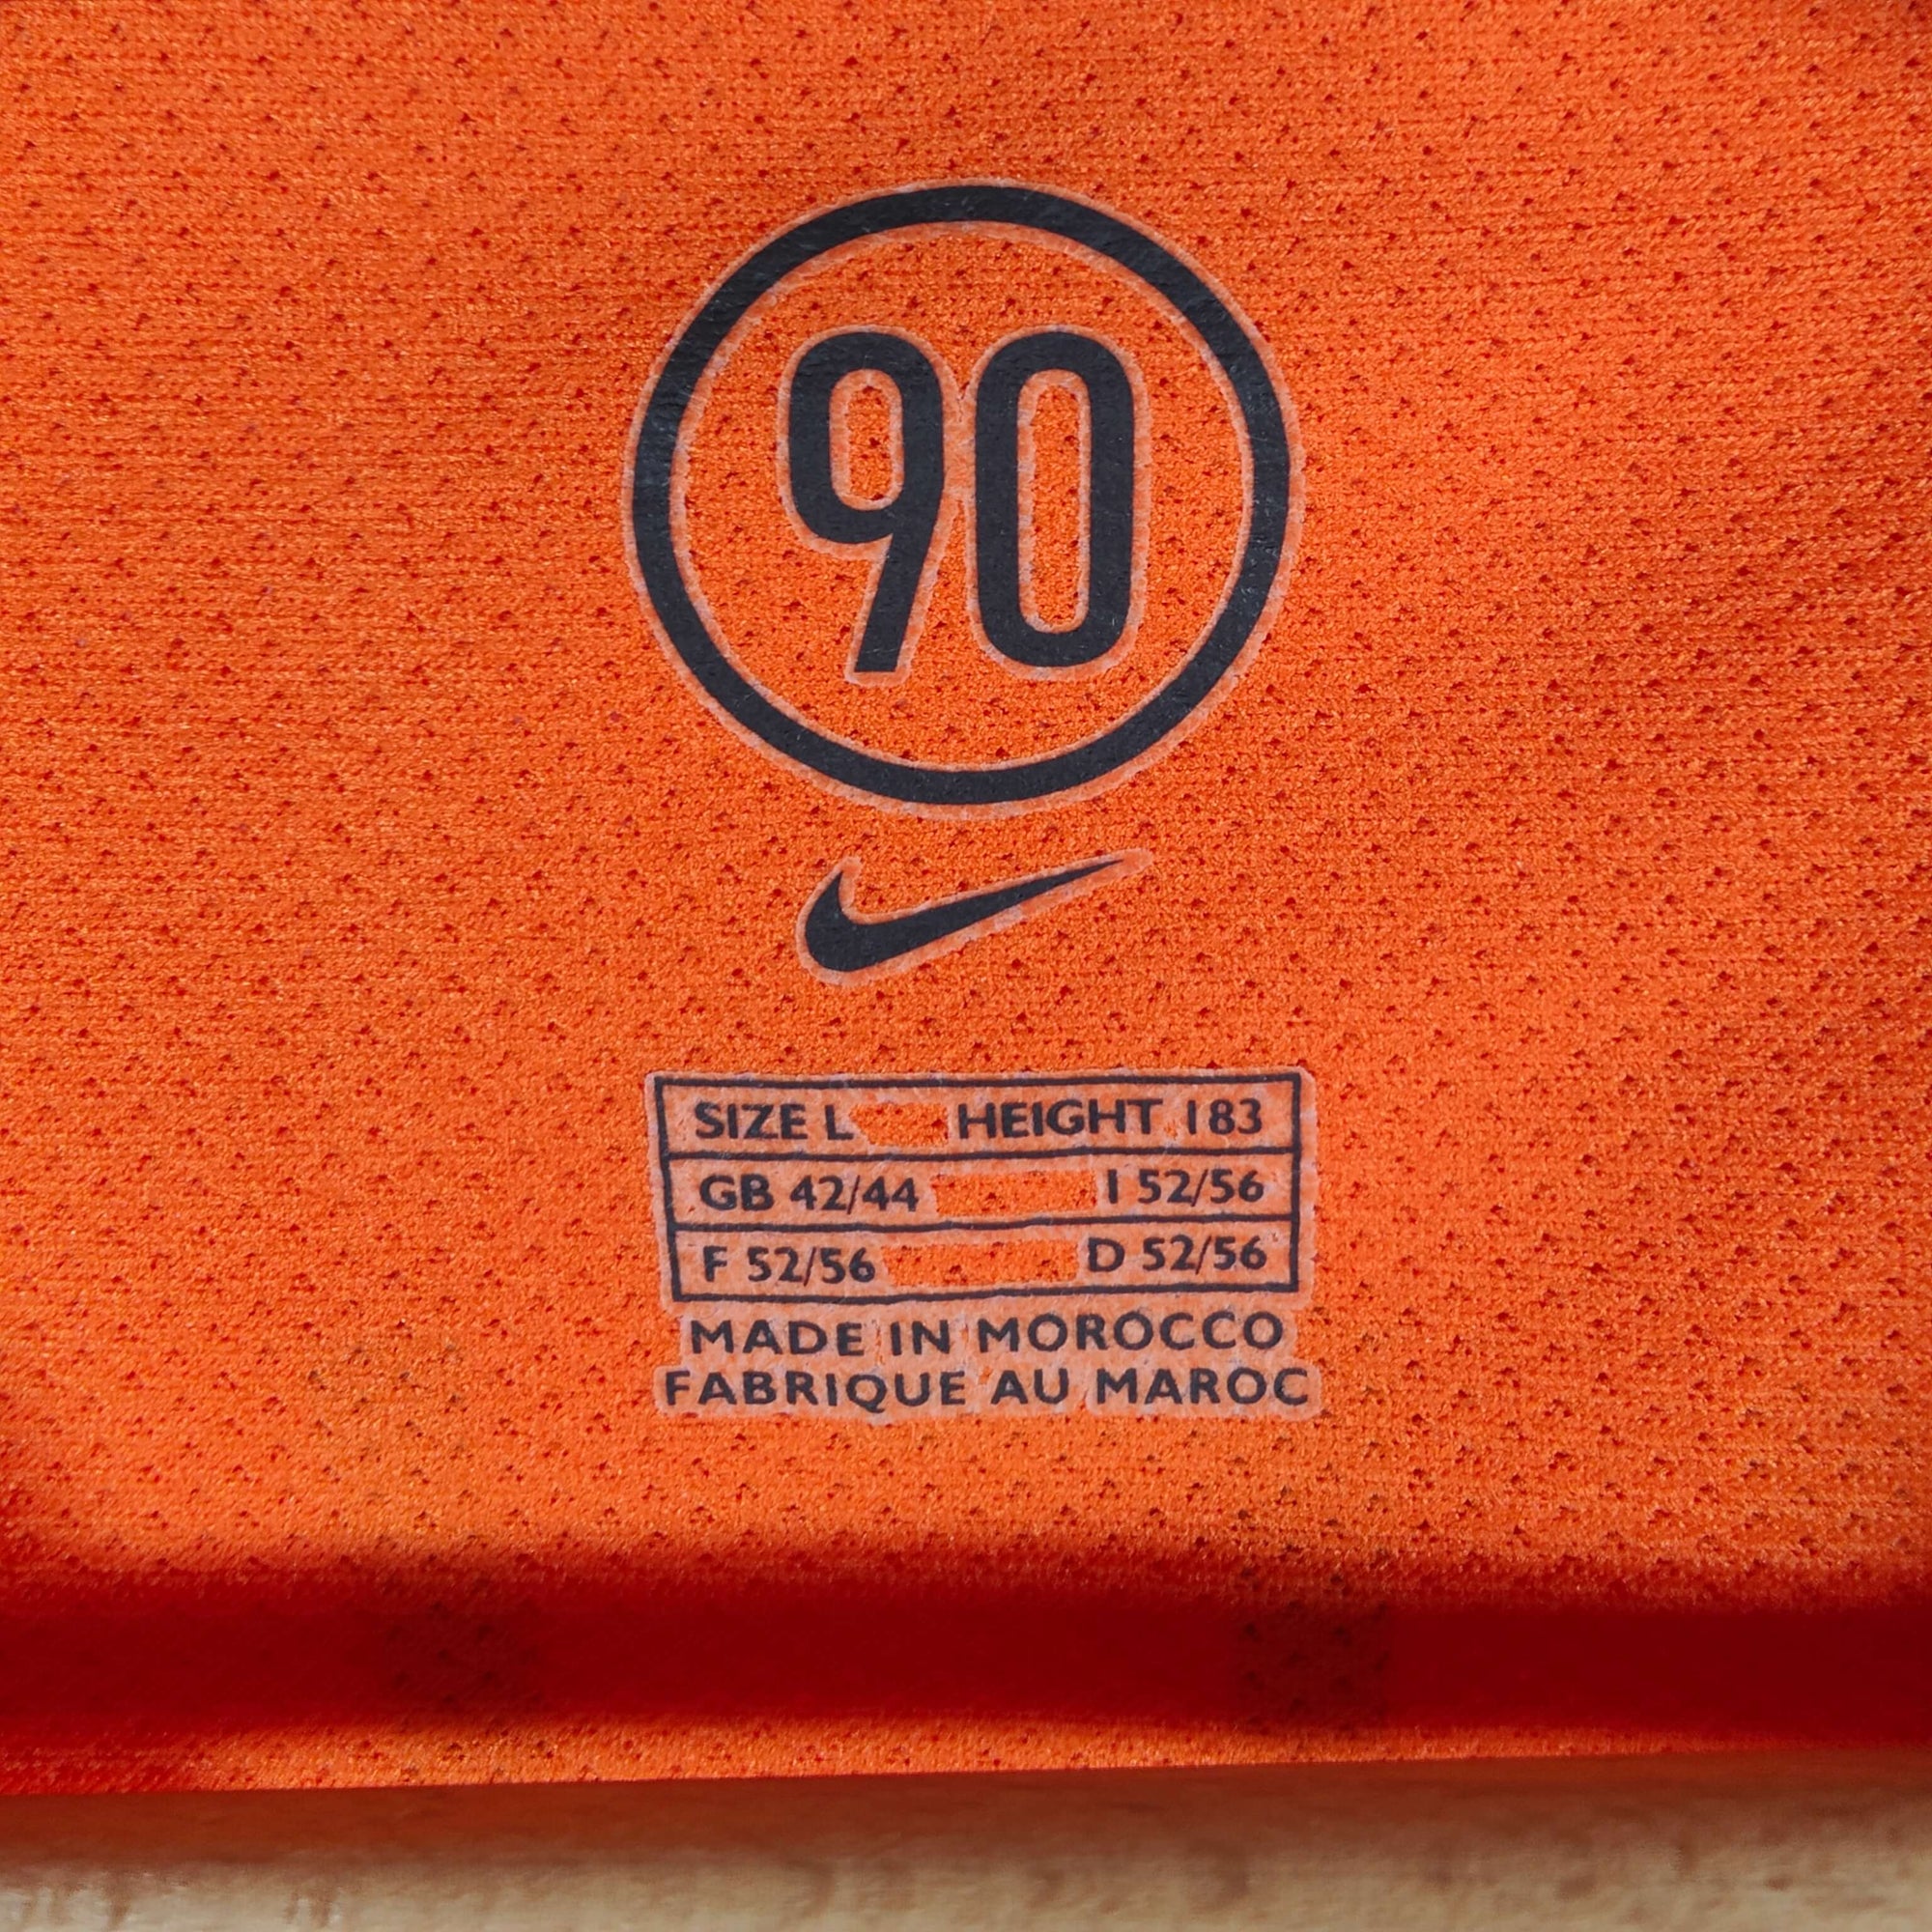 90
SIZE L HEIGHT 183
GB 42/44 I 52/56
F 52/56 D 52/56
MADE IN MOROCCO
FABRIQUE AU MAROC